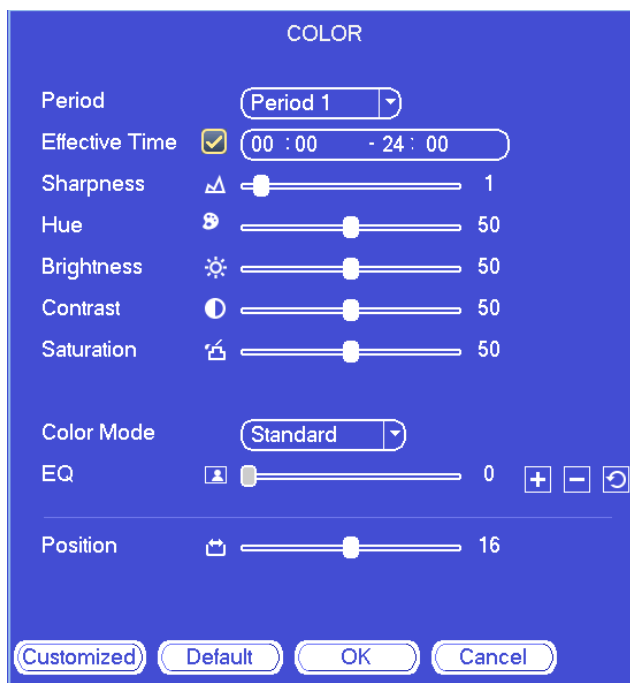 COLOR
Period Period 1
Effective Time 00 :00 - 24 : 00
Sharpness 1
Hue 50
Brightness 50
Contrast 50
Saturation 50
Color Mode Standard
EQ 0
Position 16
Customized Default OK Cancel